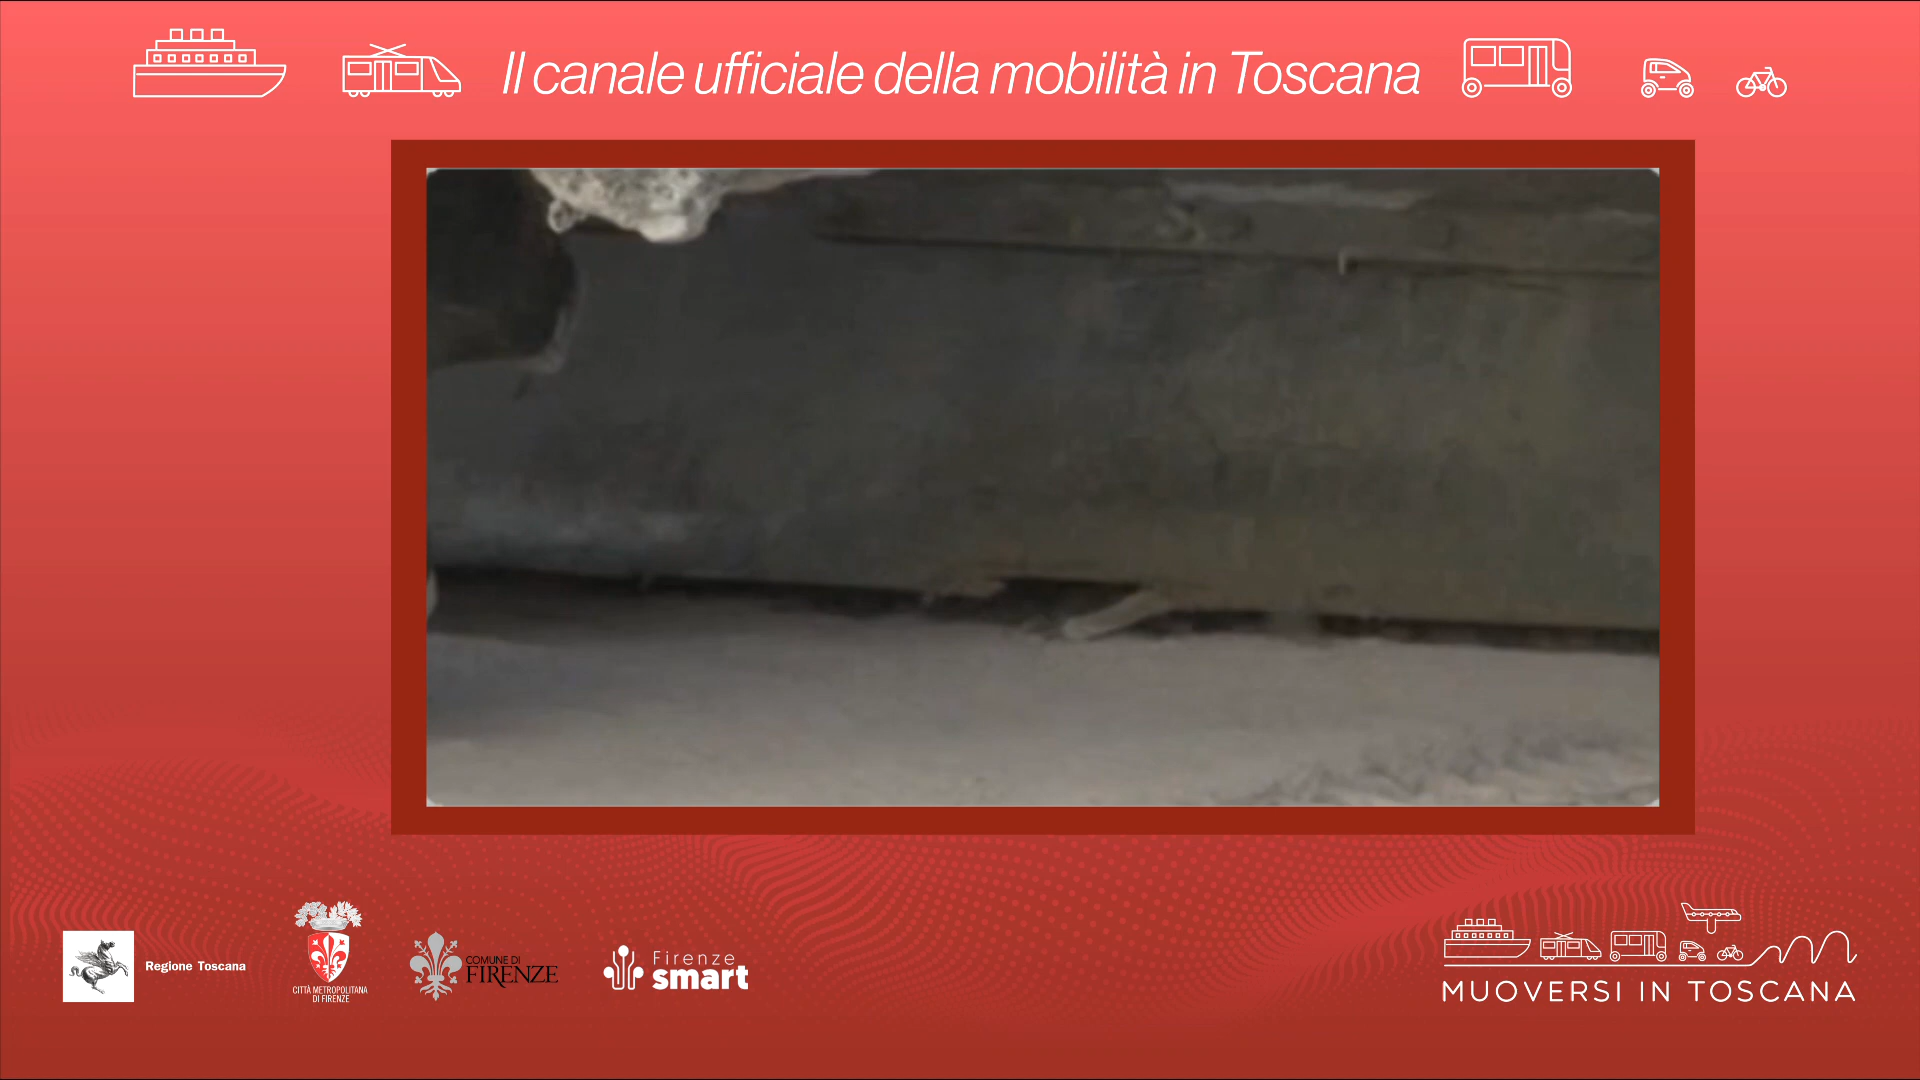 Il canale ufficiale della mobilità in Toscana
Regione Toscana
CITTÀ METROPOLITANA
DI FIRENZE
COMUNE DI
FIRENZE
Firenze
smart
MUOVERSI IN TOSCANA